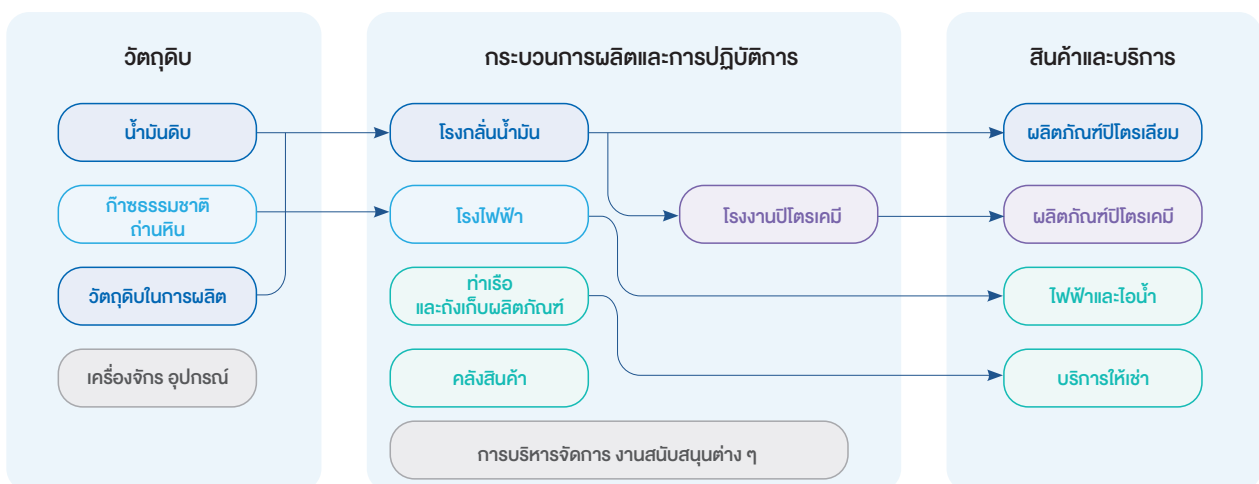 วัตถุดิบ
น้ำมันดิบ
ก๊าซธรรมชาติ
ถ่านหิน
วัตถุดิบในการผลิต
เครื่องจักร อุปกรณ์
กระบวนการผลิตและการปฏิบัติการ
โรงกลั่นน้ำมัน
โรงไฟฟ้า
โรงงานปิโตรเคมี
ท่าเรือ
และถังเก็บผลิตภัณฑ์
คลังสินค้า
การบริหารจัดการ งานสนับสนุนต่าง ๆ
สินค้าและบริการ
ผลิตภัณฑ์ปิโตรเลียม
ผลิตภัณฑ์ปิโตรเคมี
ไฟฟ้าและไอน้ำ
บริการให้เช่า